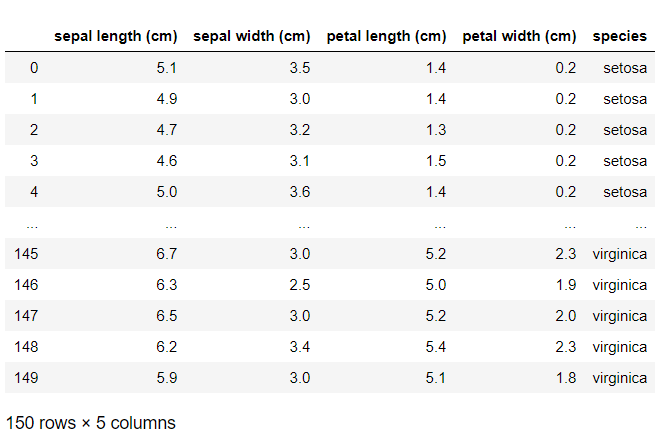 sepal length (cm) sepal width (cm) petal length (cm) petal width (cm) species
0 5.1 3.5 1.4 0.2 setosa
1 4.9 3.0 1.4 0.2 setosa
2 4.7 3.2 1.3 0.2 setosa
3 4.6 3.1 1.5 0.2 setosa
4 5.0 3.6 1.4 0.2 setosa
... ... ... ... ... ...
145 6.7 3.0 5.2 2.3 virginica
146 6.3 2.5 5.0 1.9 virginica
147 6.5 3.0 5.2 2.0 virginica
148 6.2 3.4 5.4 2.3 virginica
149 5.9 3.0 5.1 1.8 virginica
150 rows × 5 columns